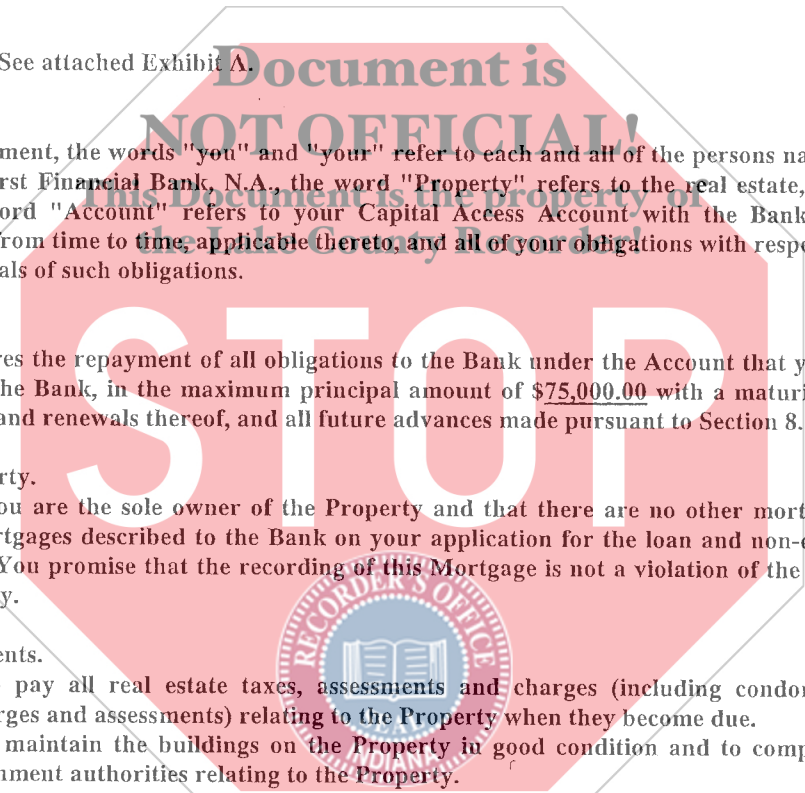 See attached Exhibit A.
Document is
NOT OFFICIAL!
ment, the words "you" and "your" refer to each and all of the persons na
rst Financial Bank, N.A., the word "Property" refers to the real estate,
This Document is the property of
ord "Account" refers to your Capital Access Account with the Bank
the Lake County Recorder!
from time to time, applicable thereto, and all of your obligations with respe
als of such obligations.
STOP
res the repayment of all obligations to the Bank under the Account that y
the Bank, in the maximum principal amount of $75,000.00 with a maturi
and renewals thereof, and all future advances made pursuant to Section 8.
rty.
ou are the sole owner of the Property and that there are no other mort
rtgages described to the Bank on your application for the loan and non-e
You promise that the recording of this Mortgage is not a violation of the
y.
RECORDER'S OFFICE
ents.
pay all real estate taxes, assessments and charges (including condor
rges and assessments) relating to the Property when they become due.
SEAL
maintain the buildings on the Property in good condition and to comp
INDIANA
nment authorities relating to the Property.